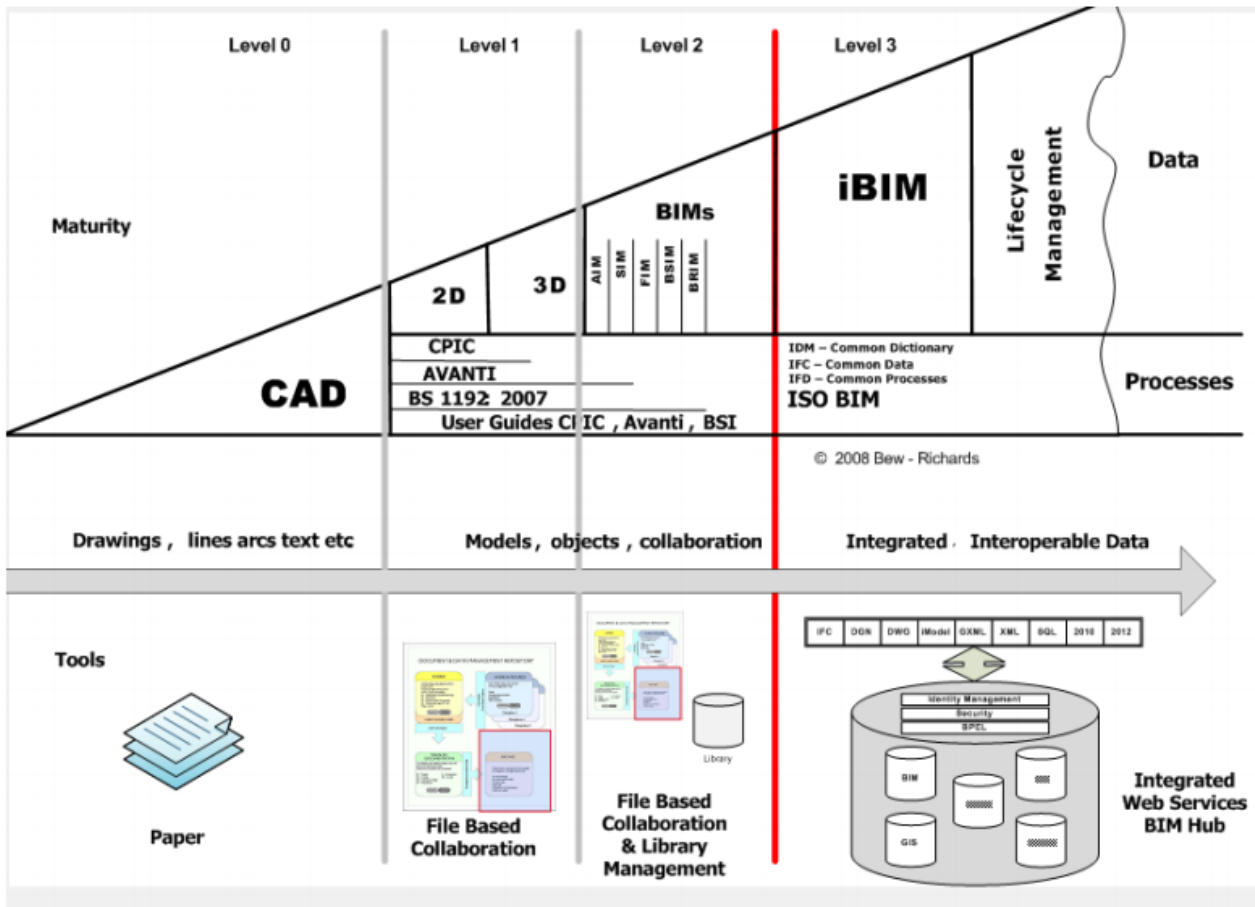 Level 0
Level 1
Level 2
Level 3
Maturity
CAD
2D
3D
BIMs
AIM
SIM
FIM
BSIM
BRIM
iBIM
Lifecycle
Management
Data
CPIC
AVANTI
BS 1192: 2007
User Guides CPIC , Avanti , BSI
IDM – Common Dictionary
IFC – Common Data
IFD – Common Processes
ISO BIM
Processes
© 2008 Bew - Richards
Drawings , lines arcs text etc
Models , objects , collaboration
Integrated , Interoperable Data
Tools
Paper
DOCUMENT & DATA MANAGEMENT REPOSITORY
File Based
Collaboration
Library
File Based
Collaboration
& Library
Management
IFC DGN DWG iModel GXML XML SQL 2010 2012
Identity Management
Security
BPEL
BIM
GIS
Integrated
Web Services
BIM Hub